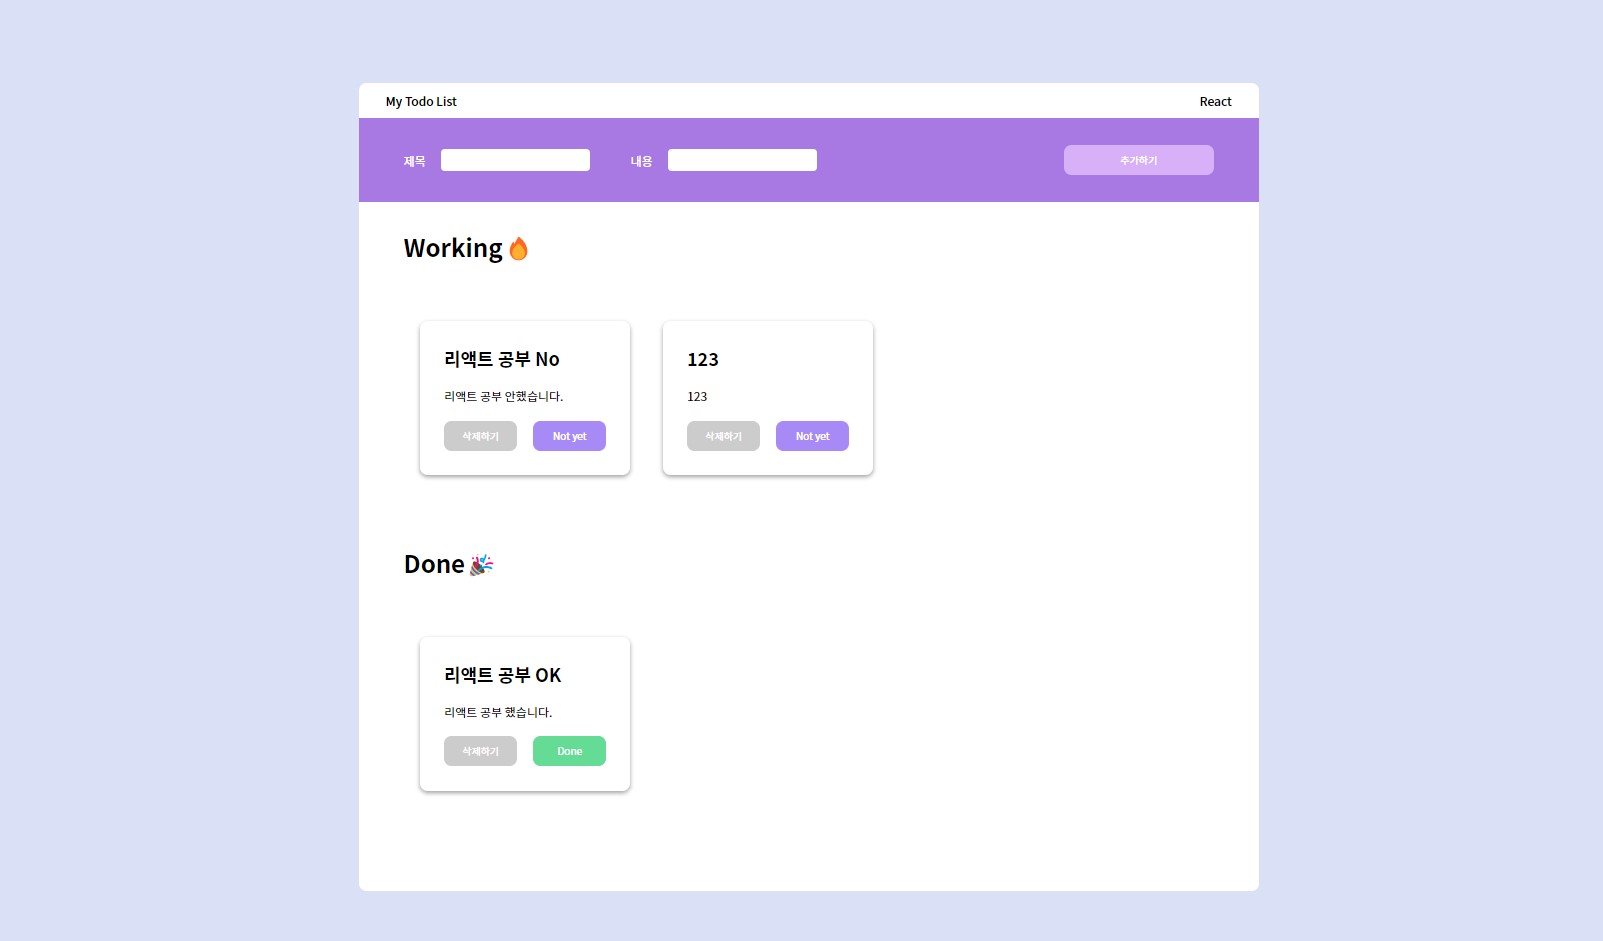 My Todo List React
제목 내용 추가하기
Working 🔥
리액트 공부 No
리액트 공부 안했습니다.
삭제하기 Not yet
123
123
삭제하기 Not yet
Done 🎉
리액트 공부 OK
리액트 공부 했습니다.
삭제하기 Done